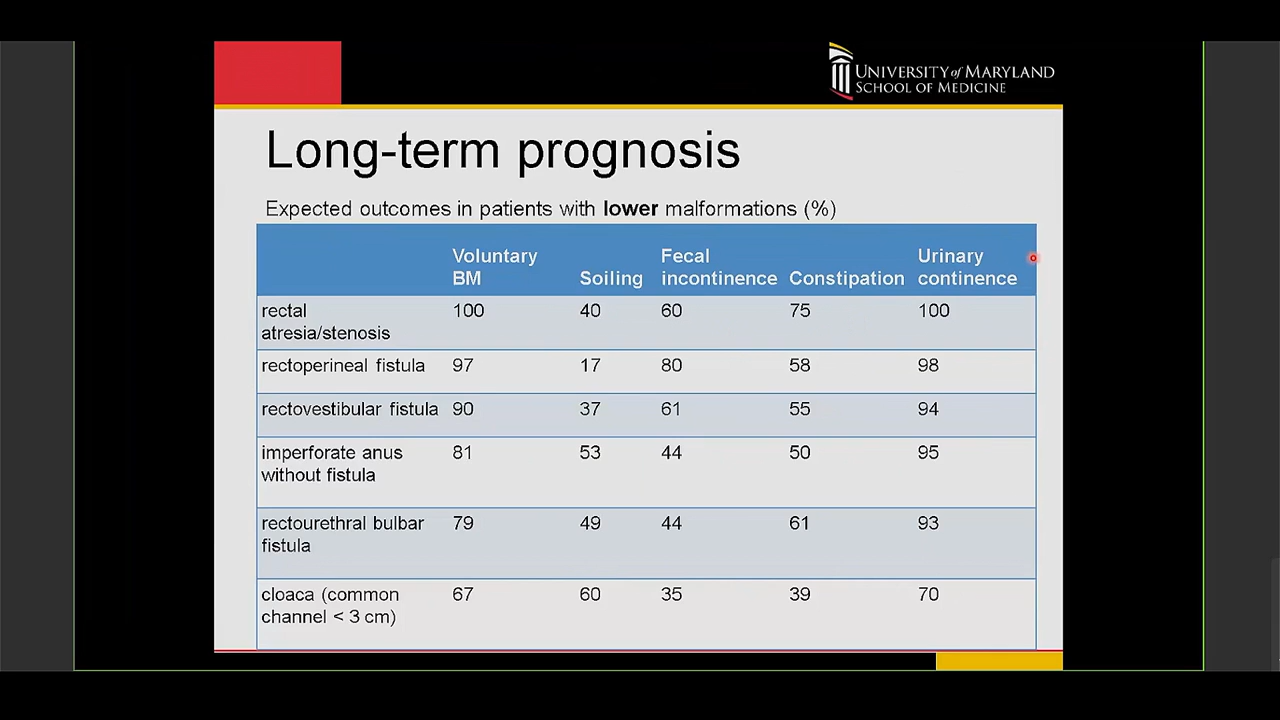 UNIVERSITY of MARYLAND
SCHOOL OF MEDICINE
Long-term prognosis
Expected outcomes in patients with lower malformations (%)
Voluntary BM Soiling Fecal incontinence Constipation Urinary continence
rectal atresia/stenosis 100 40 60 75 100
rectoperineal fistula 97 17 80 58 98
rectovestibular fistula 90 37 61 55 94
imperforate anus without fistula 81 53 44 50 95
rectourethral bulbar fistula 79 49 44 61 93
cloaca (common channel < 3 cm) 67 60 35 39 70